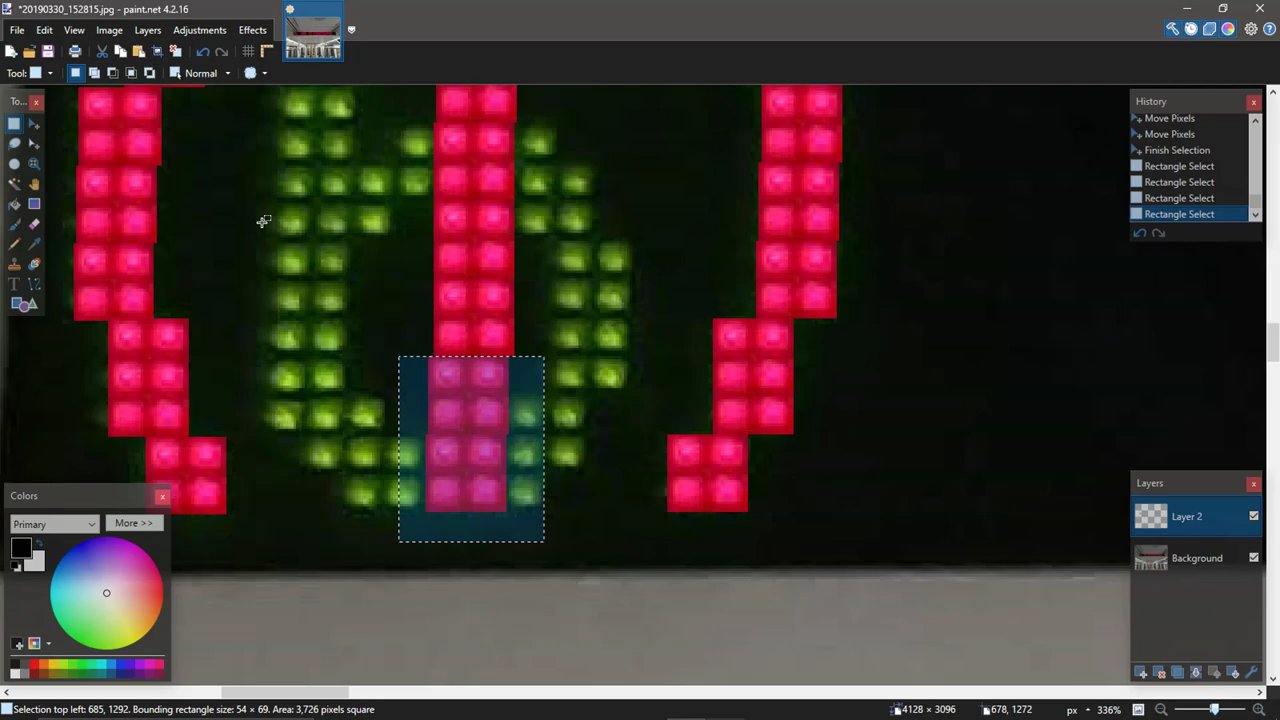 *20190330_152815.jpg - paint.net 4.2.16
File Edit View Image Layers Adjustments Effects
Tool: Normal
To...
History
Move Pixels
Move Pixels
Finish Selection
Rectangle Select
Rectangle Select
Rectangle Select
Rectangle Select
Layers
Layer 2
Background
Colors
Primary
More >>
Selection top left: 685, 1292. Bounding rectangle size: 54 × 69. Area: 3,726 pixels square
4128 × 3096
678, 1272
px
336%